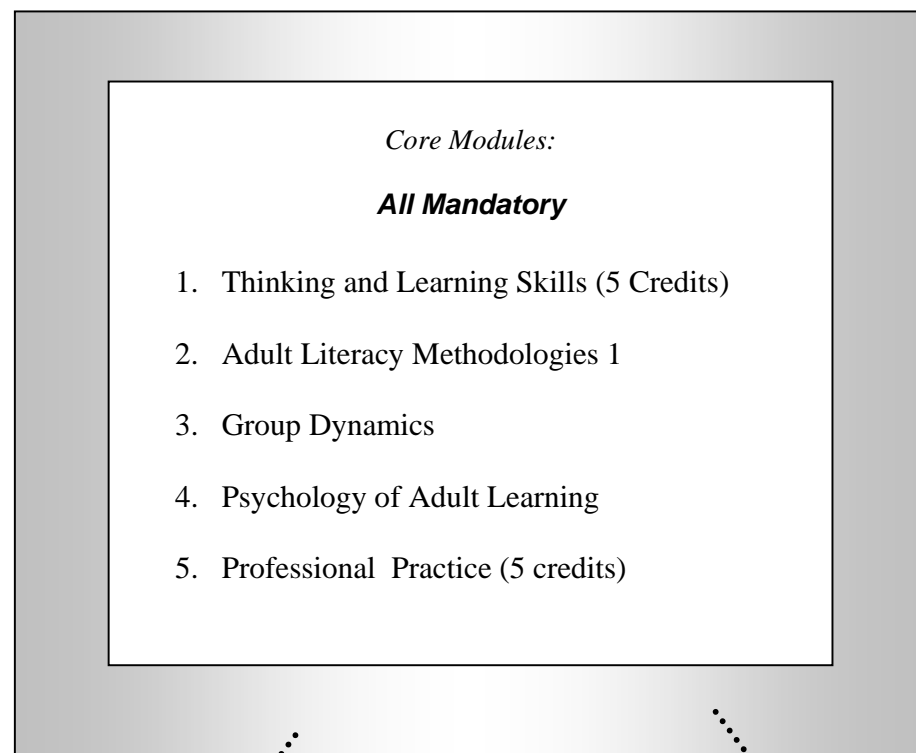 Core Modules:
All Mandatory
1. Thinking and Learning Skills (5 Credits)
2. Adult Literacy Methodologies 1
3. Group Dynamics
4. Psychology of Adult Learning
5. Professional Practice (5 credits)